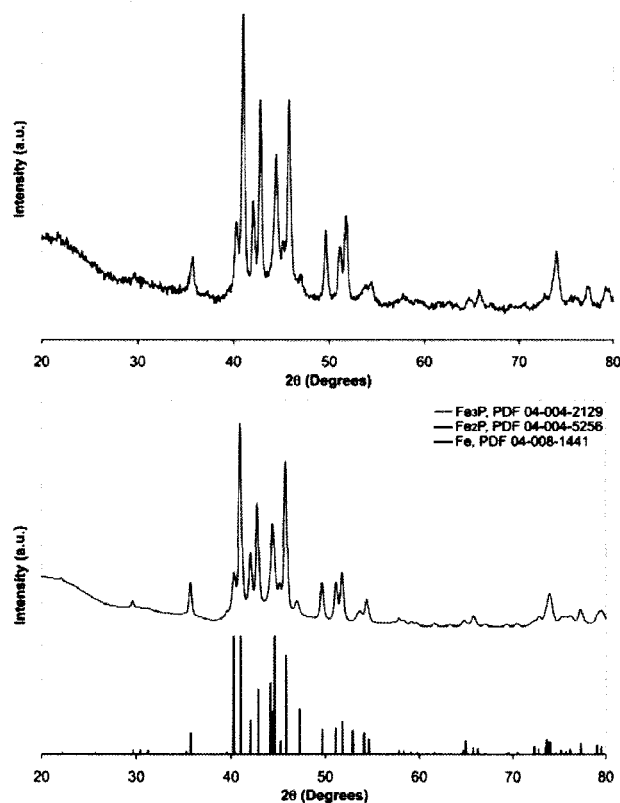 Intensity (a.u.)
20 30 40 50 60 70 80
2θ (Degrees)
Fe3P, PDF 04-004-2129
Fe2P, PDF 04-004-5256
Fe, PDF 04-008-1441
Intensity (a.u.)
20 30 40 50 60 70 80
2θ (Degrees)